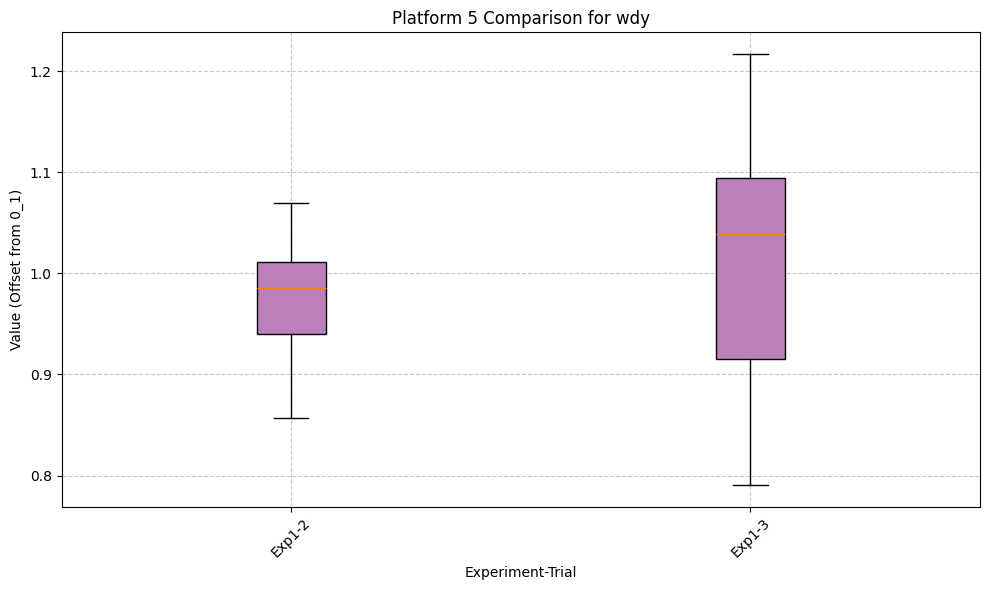 Platform 5 Comparison for wdy
Value (Offset from 0_1)
1.2
1.1
1.0
0.9
0.8
Exp1-2
Exp1-3
Experiment-Trial